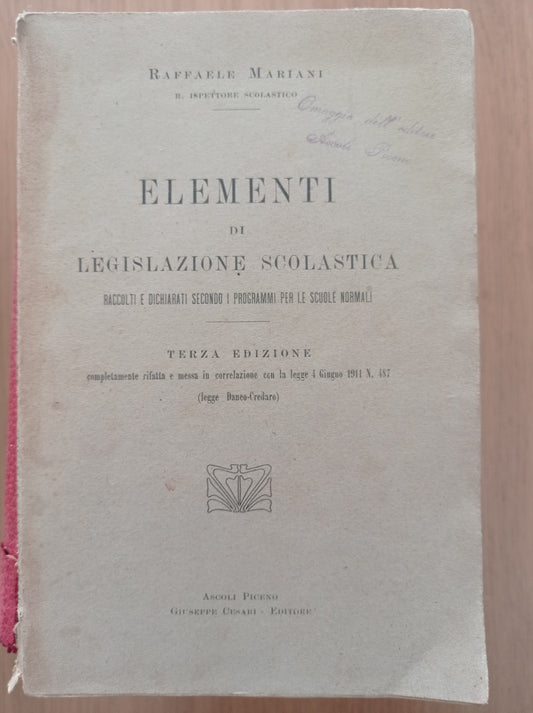 RAFFAELE MARIANI
R. ISPETTORE SCOLASTICO
Omaggio dell'editore
Ascoli Piceno
ELEMENTI
DI
LEGISLAZIONE SCOLASTICA
RACCOLTI E DICHIARATI SECONDO I PROGRAMMI PER LE SCUOLE NORMALI
TERZA EDIZIONE
completamente rifatta e messa in correlazione con la legge 4 Giugno 1911 N. 487
(legge Daneo-Credaro)
ASCOLI PICENO
GIUSEPPE CESARI - EDITORE